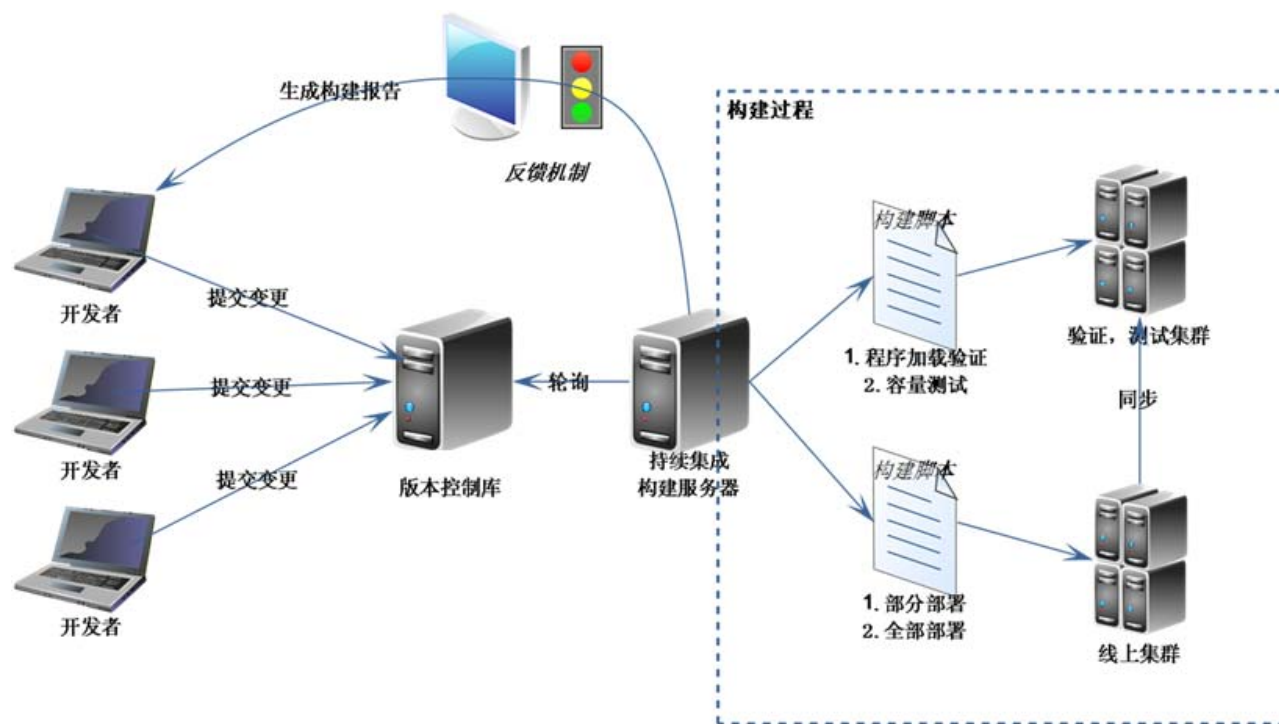 生成构建报告
反馈机制
构建过程
开发者
提交变更
开发者
提交变更
开发者
提交变更
版本控制库
轮询
持续集成
构建服务器
构建脚本
1. 程序加载验证
2. 容量测试
验证，测试集群
同步
构建脚本
1. 部分部署
2. 全部部署
线上集群